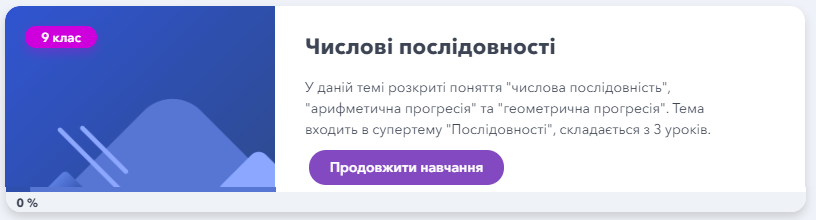 9 клас
Числові послідовності
У даній темі розкриті поняття "числова послідовність",
"арифметична прогресія" та "геометрична прогресія". Тема
входить в супертему "Послідовності", складається з 3 уроків.
Продовжити навчання
0 %